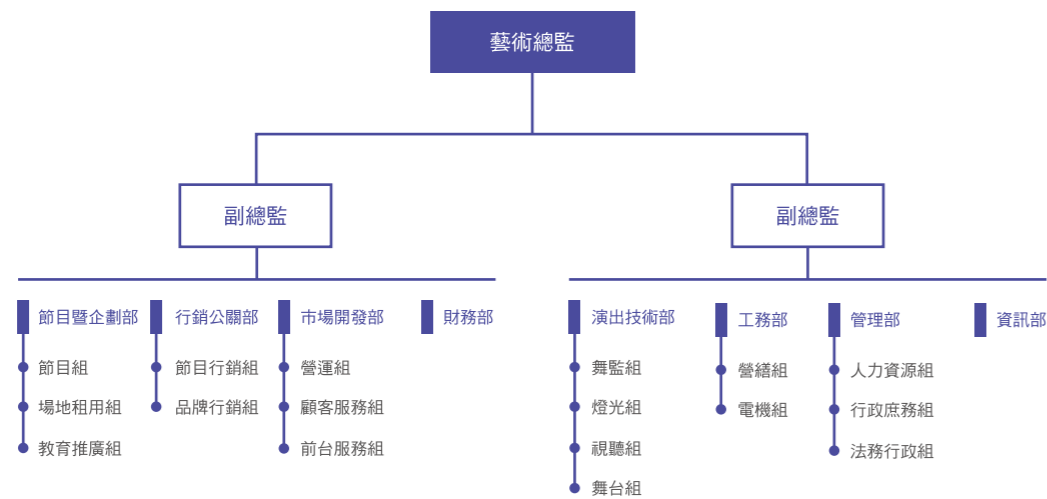 藝術總監
副總監
副總監
節目暨企劃部
節目組
場地租用組
教育推廣組
行銷公關部
節目行銷組
品牌行銷組
市場開發部
營運組
顧客服務組
前台服務組
財務部
演出技術部
舞監組
燈光組
視聽組
舞台組
工務部
營繕組
電機組
管理部
人力資源組
行政庶務組
法務行政組
資訊部